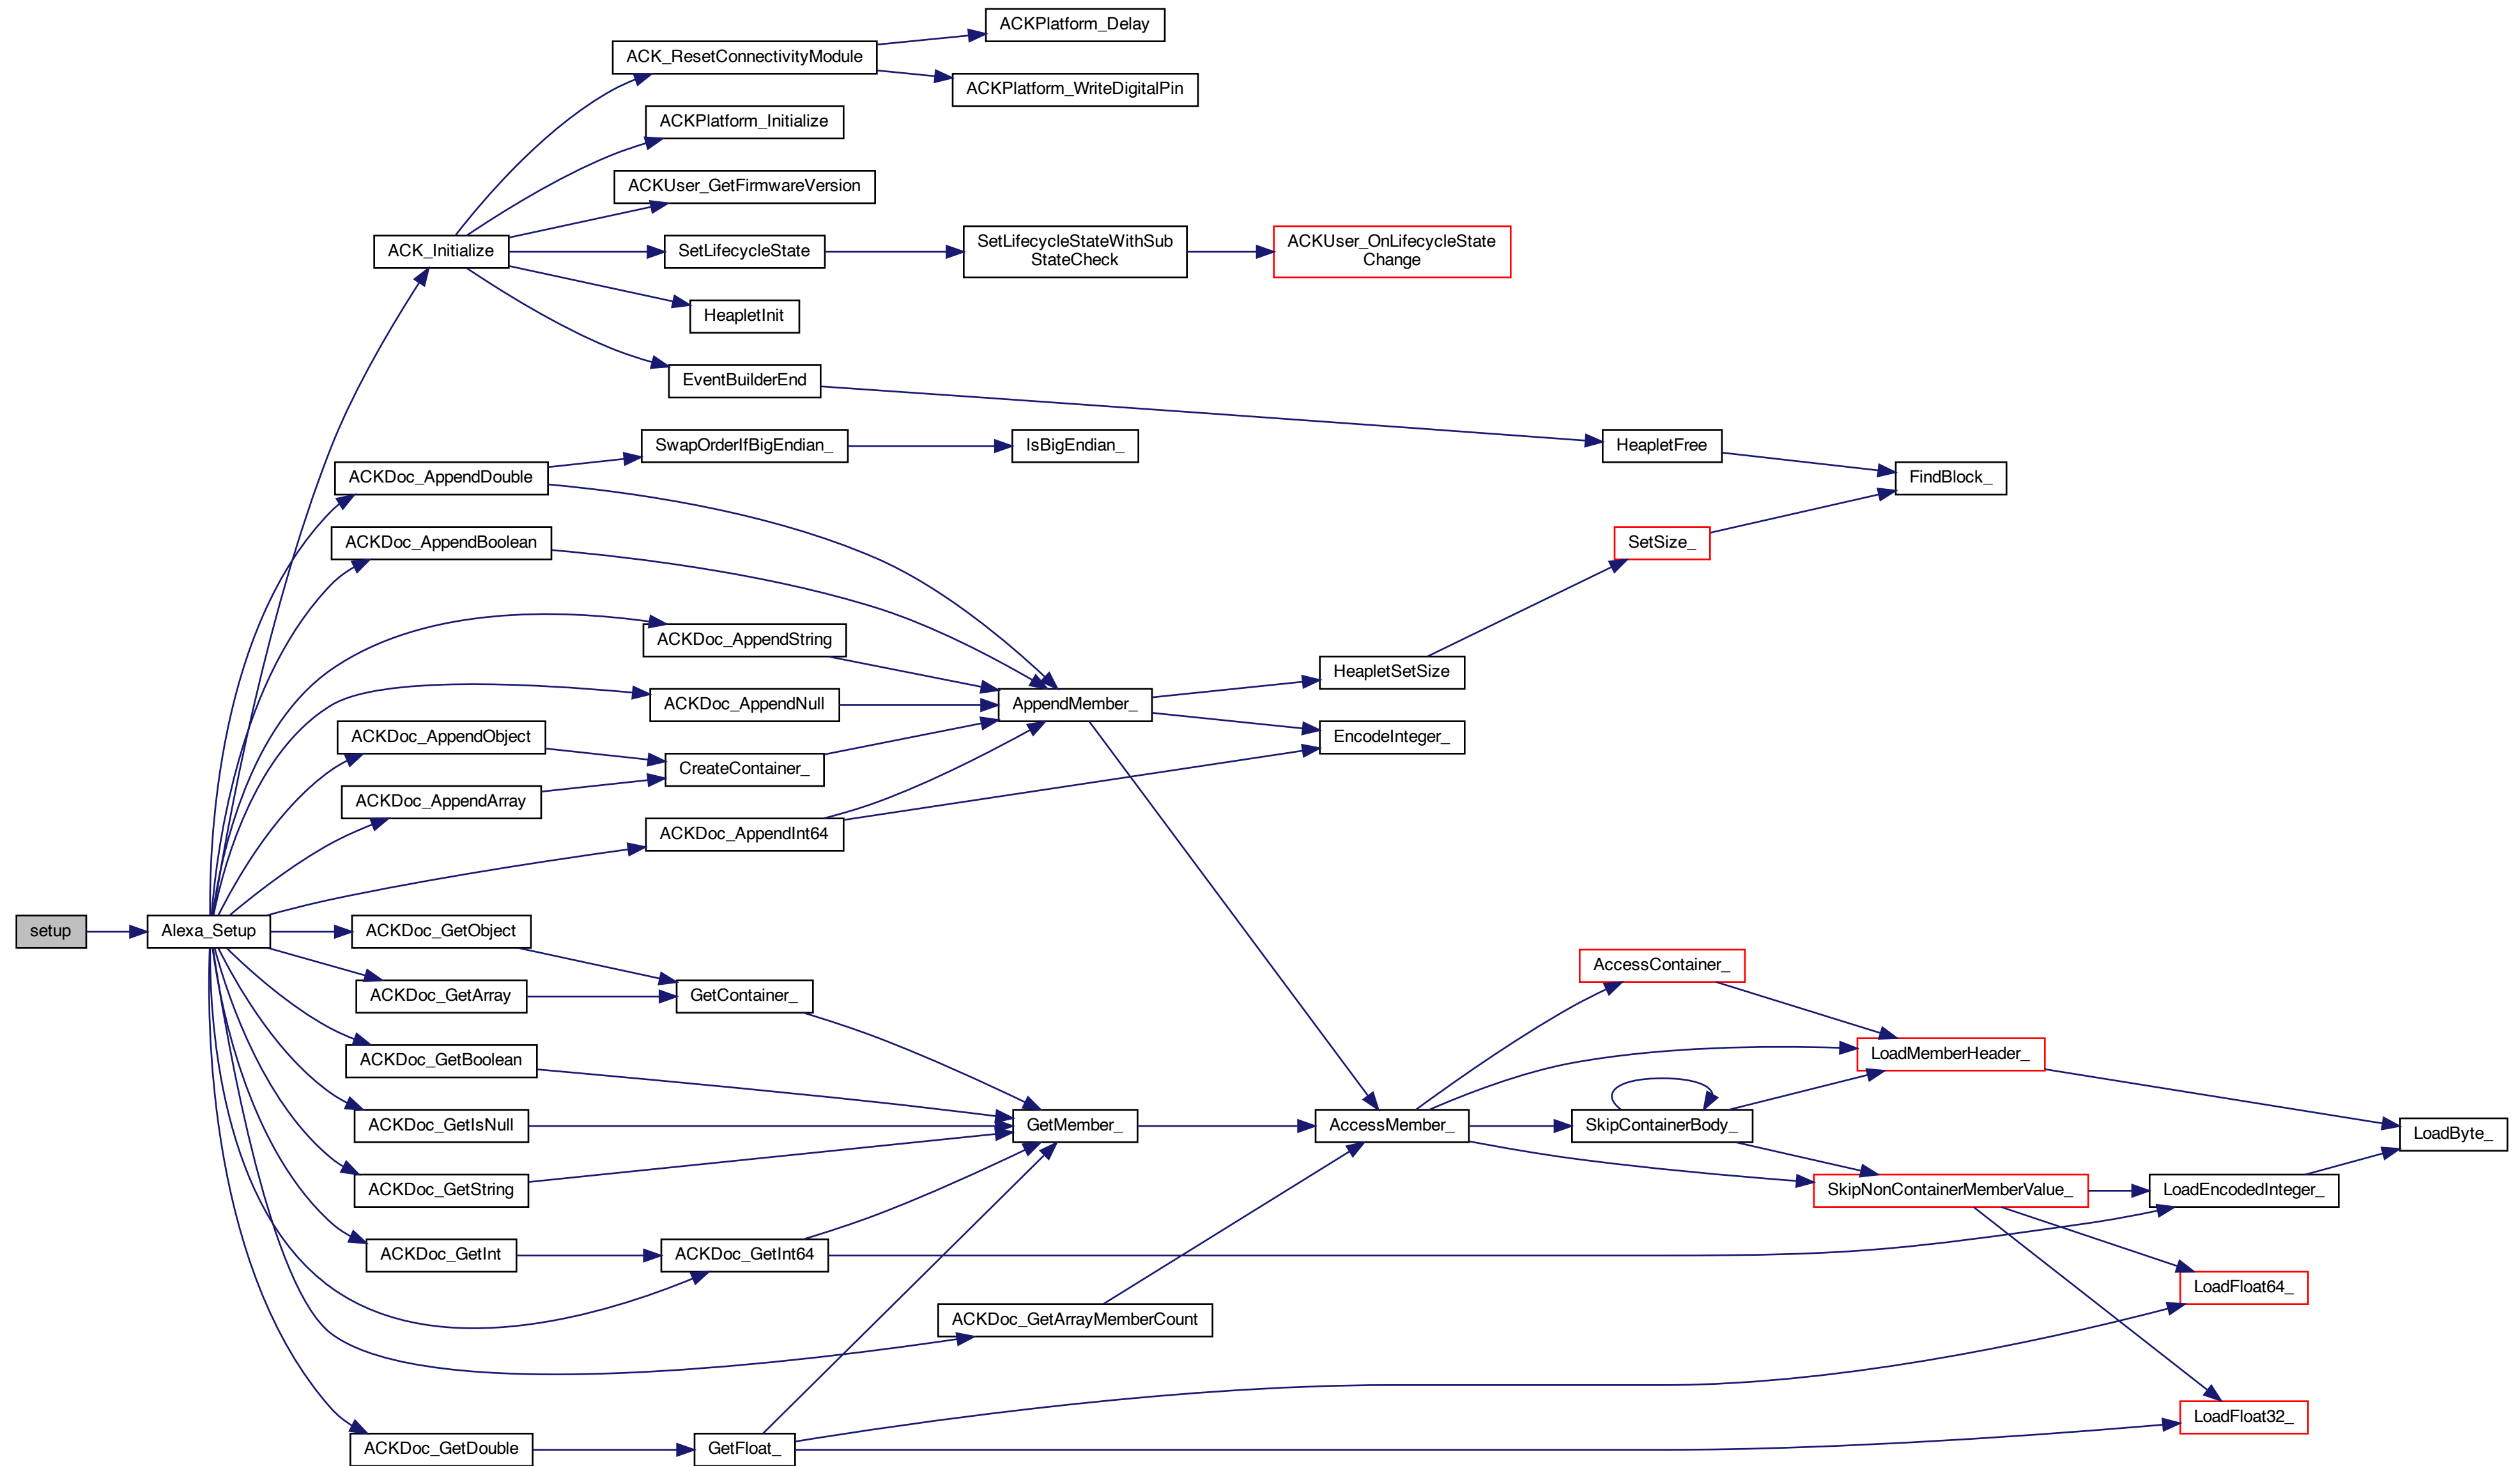 ACKPlatform_Delay
ACK_ResetConnectivityModule
ACKPlatform_WriteDigitalPin
ACKPlatform_Initialize
ACKUser_GetFirmwareVersion
ACK_Initialize
SetLifecycleState
SetLifecycleStateWithSub
StateCheck
ACKUser_OnLifecycleState
Change
HeapletInit
EventBuilderEnd
SwapOrderIfBigEndian_
IsBigEndian_
HeapletFree
ACKDoc_AppendDouble
FindBlock_
ACKDoc_AppendBoolean
SetSize_
ACKDoc_AppendString
HeapletSetSize
ACKDoc_AppendNull
AppendMember_
ACKDoc_AppendObject
EncodeInteger_
CreateContainer_
ACKDoc_AppendArray
ACKDoc_AppendInt64
setup
Alexa_Setup
ACKDoc_GetObject
AccessContainer_
ACKDoc_GetArray
GetContainer_
LoadMemberHeader_
ACKDoc_GetBoolean
ACKDoc_GetIsNull
GetMember_
AccessMember_
SkipContainerBody_
LoadByte_
ACKDoc_GetString
SkipNonContainerMemberValue_
LoadEncodedInteger_
ACKDoc_GetInt
ACKDoc_GetInt64
LoadFloat64_
ACKDoc_GetArrayMemberCount
LoadFloat32_
ACKDoc_GetDouble
GetFloat_